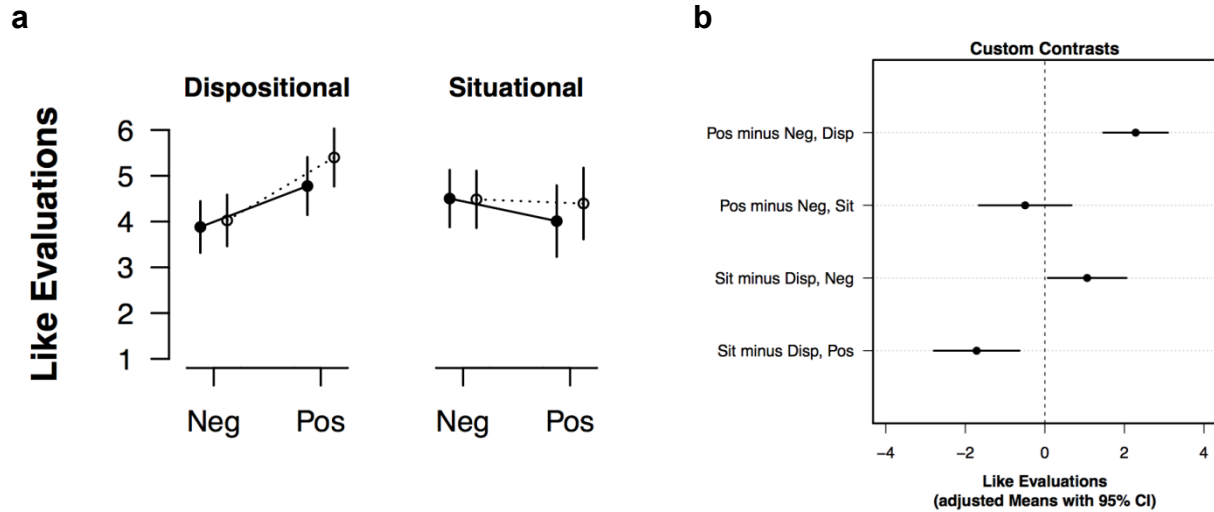 a
Dispositional
Situational
Like Evaluations
6
5
4
3
2
1
Neg
Pos
Neg
Pos
b
Custom Contrasts
Pos minus Neg, Disp
Pos minus Neg, Sit
Sit minus Disp, Neg
Sit minus Disp, Pos
−4
−2
0
2
4
Like Evaluations
(adjusted Means with 95% CI)